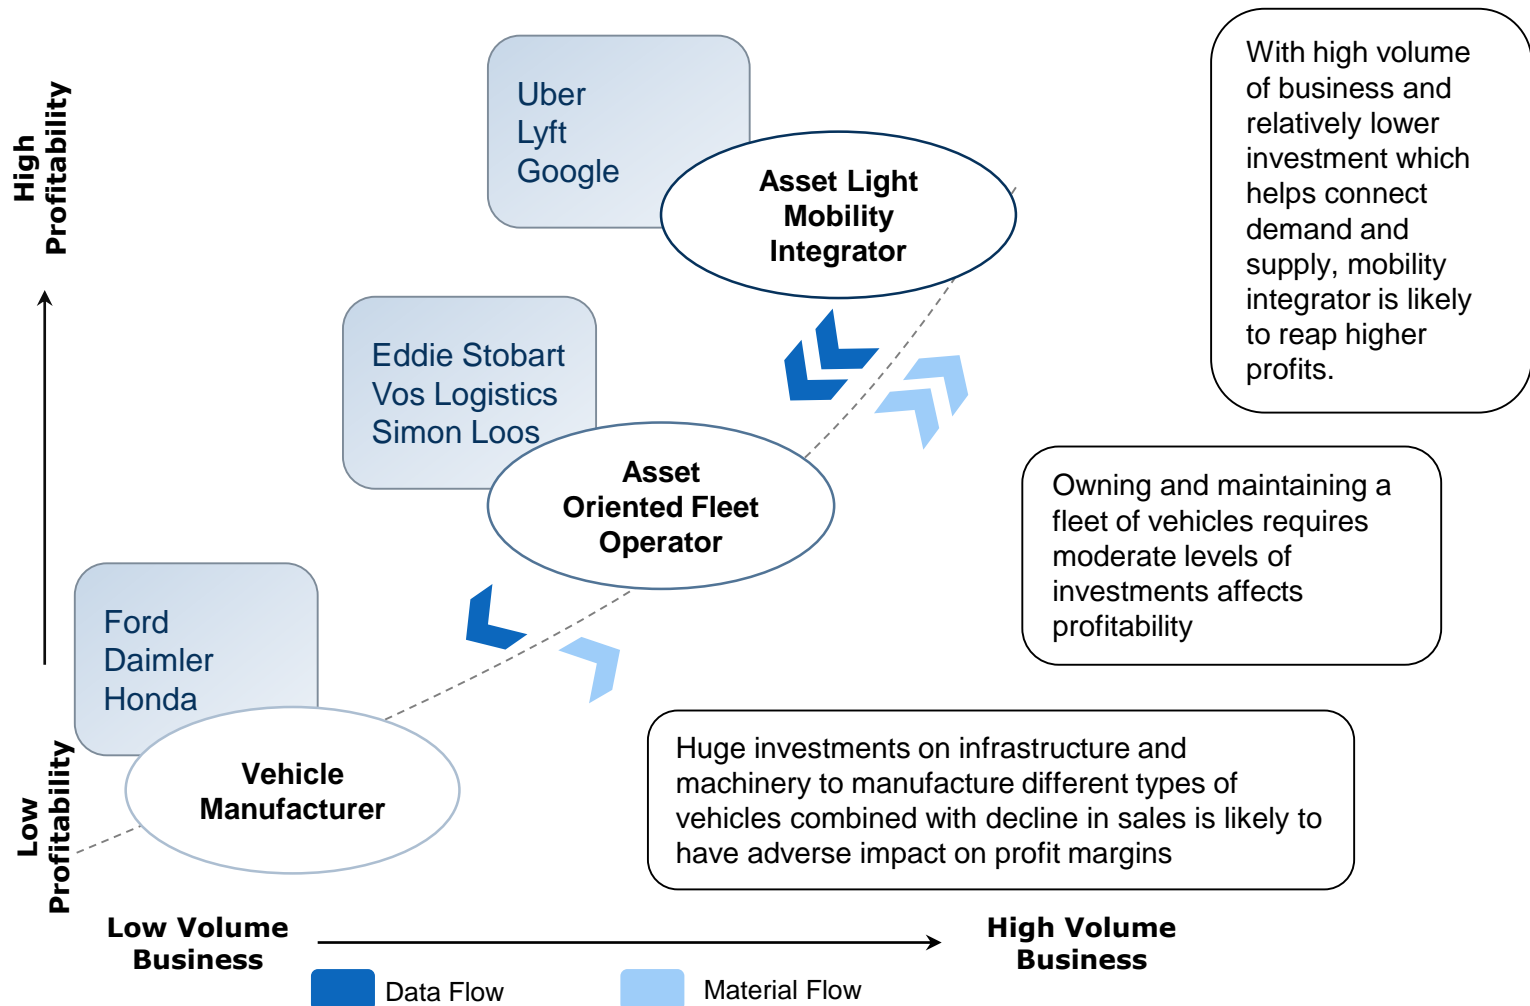 High
Profitability
Low
Profitability
Uber
Lyft
Google
Asset Light
Mobility
Integrator
With high volume
of business and
relatively lower
investment which
helps connect
demand and
supply, mobility
integrator is likely
to reap higher
profits.
Eddie Stobart
Vos Logistics
Simon Loos
Asset
Oriented Fleet
Operator
Owning and maintaining a
fleet of vehicles requires
moderate levels of
investments affects
profitability
Ford
Daimler
Honda
Vehicle
Manufacturer
Huge investments on infrastructure and
machinery to manufacture different types of
vehicles combined with decline in sales is likely to
have adverse impact on profit margins
Low Volume
Business
High Volume
Business
Data Flow
Material Flow